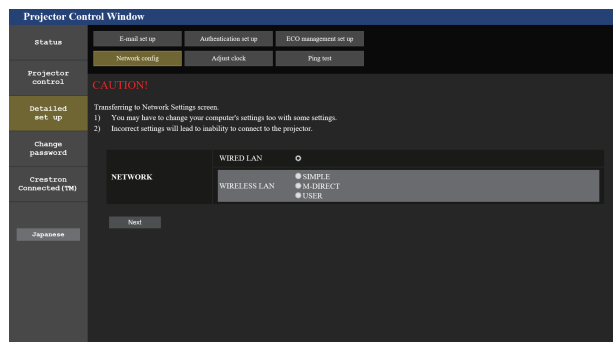 Projector Control Window
Status
E-mail set up
Authentication set up
ECO management set up
Network config
Adjust clock
Ping test
Projector
control
CAUTION!
Detailed
set up
Transferring to Network Settings screen.
1) You may have to change your computer's settings too with some settings.
2) Incorrect settings will lead to inability to connect to the projector.
Change
password
Crestron
Connected(TM)
NETWORK
WIRED LAN
WIRELESS LAN
SIMPLE
M-DIRECT
USER
Next
Japanese